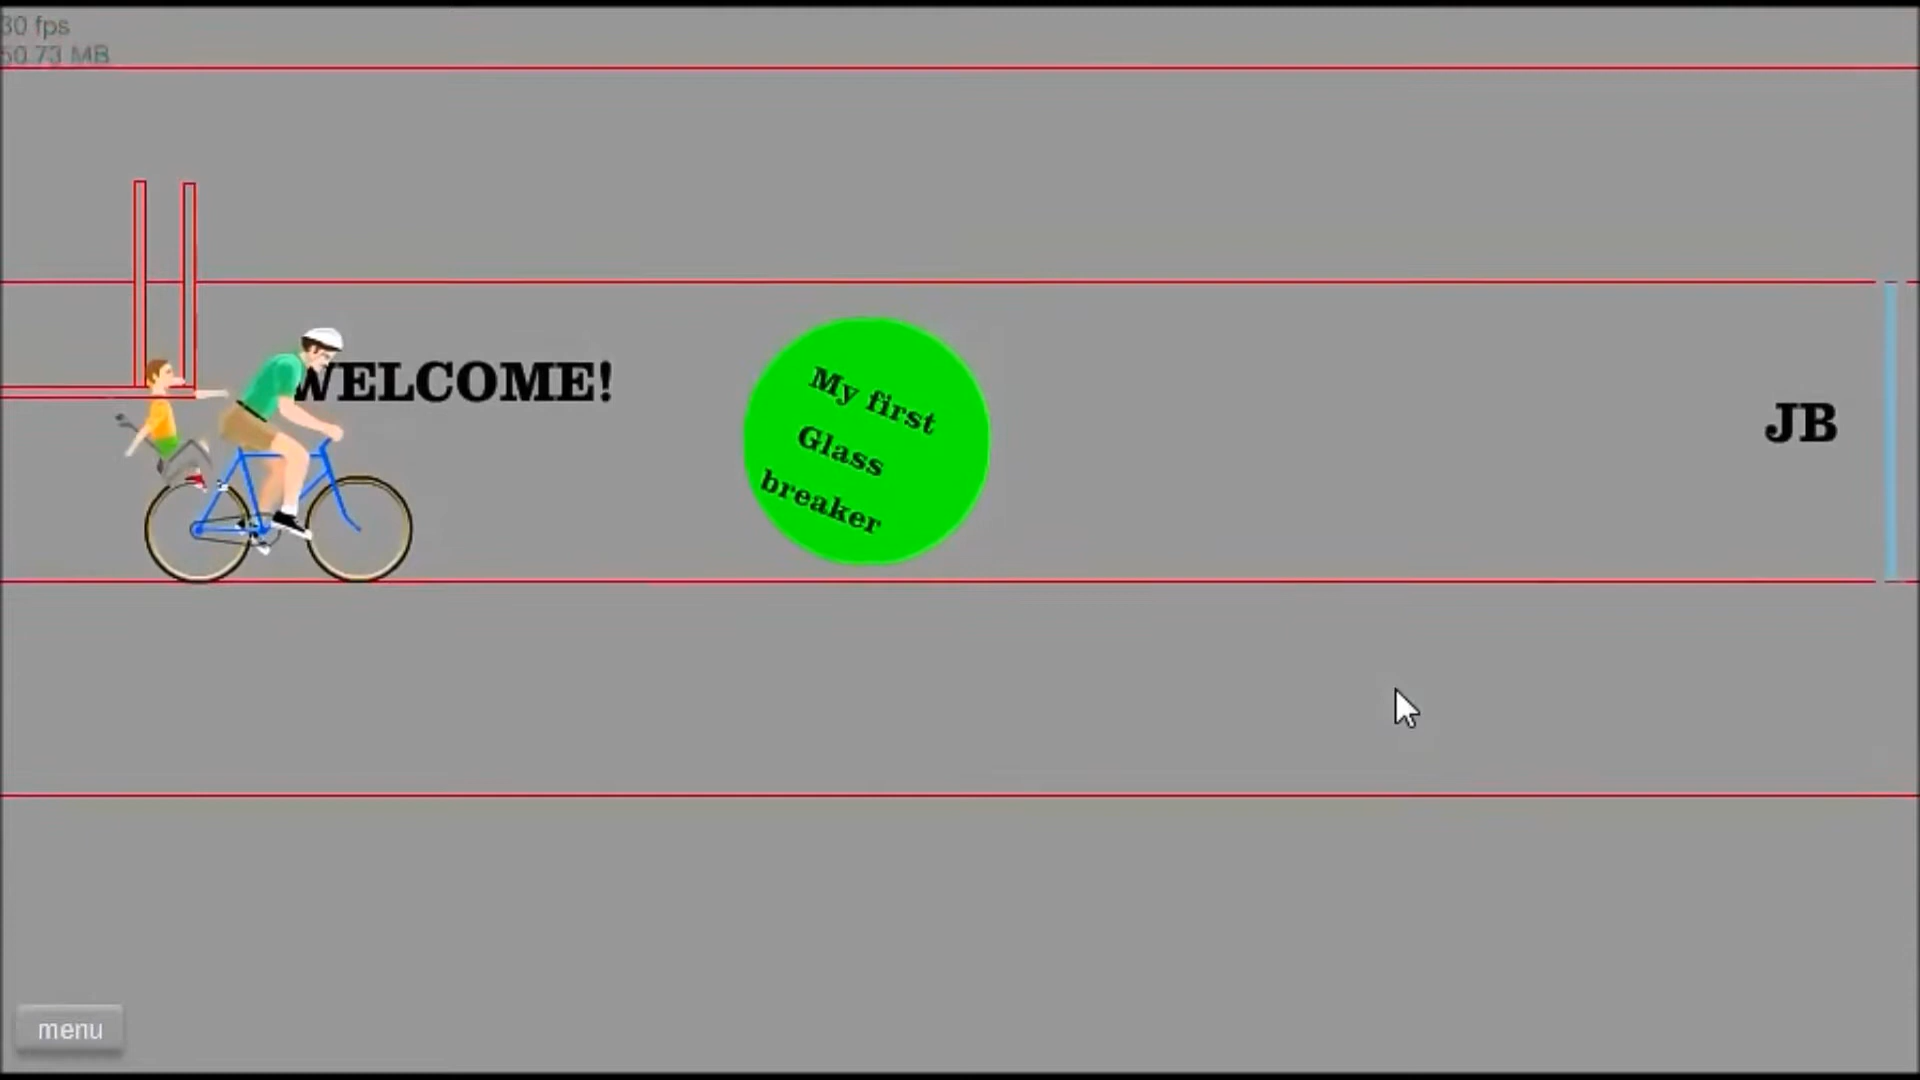 30 fps
50.73 MB
WELCOME!
My first
Glass
breaker
JB
menu